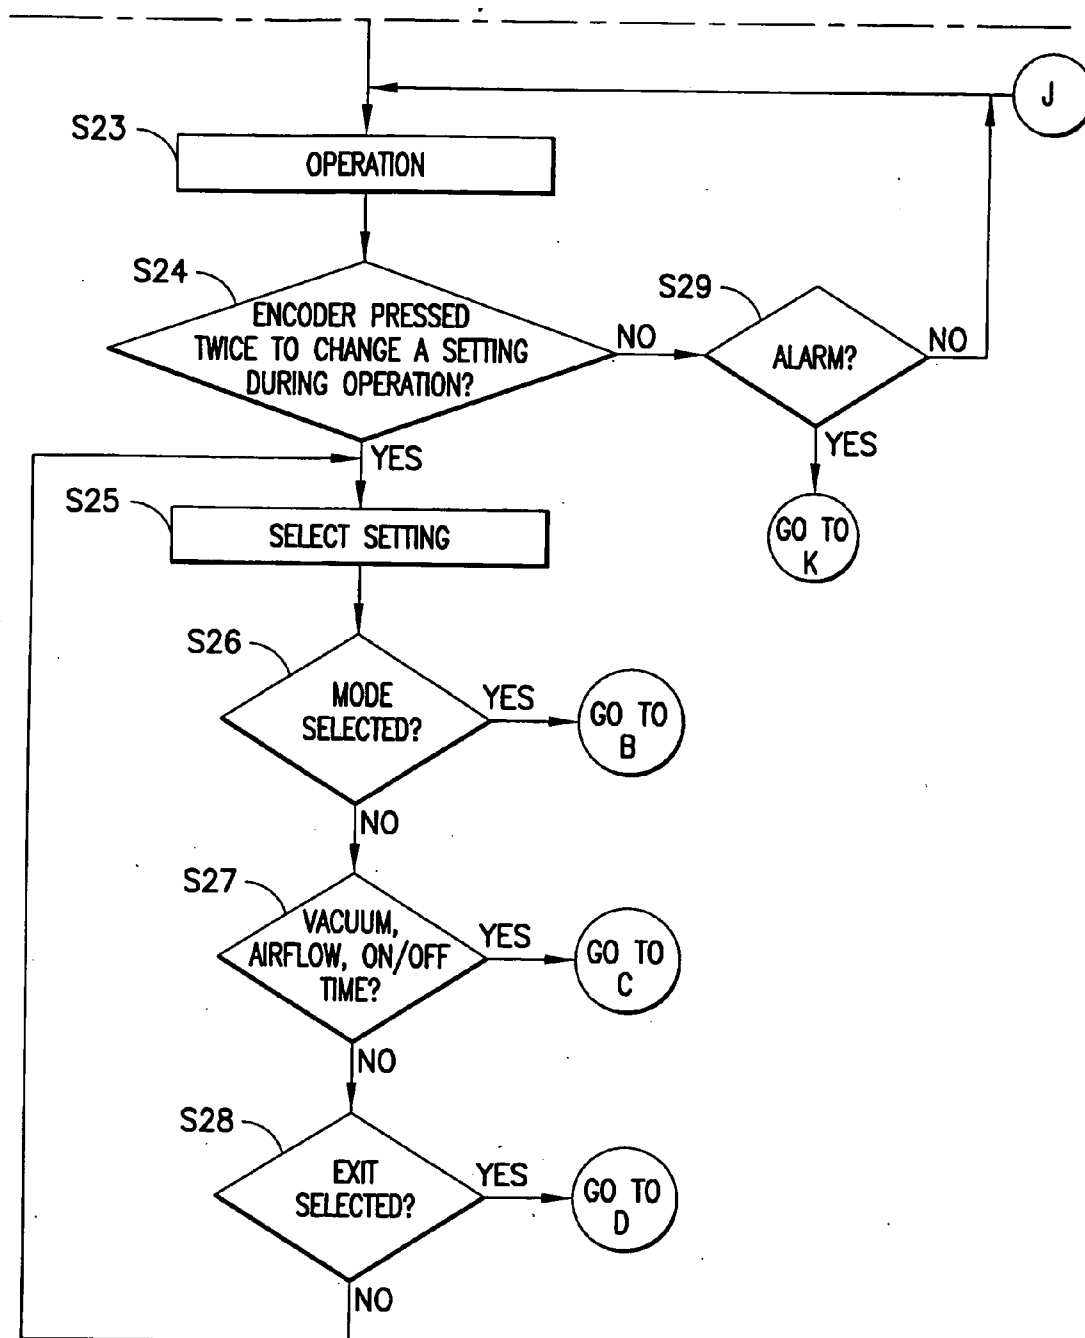 J
S23
OPERATION
S24
ENCODER PRESSED
TWICE TO CHANGE A SETTING
DURING OPERATION?
NO
S29
ALARM?
NO
YES
YES
GO TO
K
S25
SELECT SETTING
S26
MODE
SELECTED?
YES
GO TO
B
NO
S27
VACUUM,
AIRFLOW, ON/OFF
TIME?
YES
GO TO
C
NO
S28
EXIT
SELECTED?
YES
GO TO
D
NO